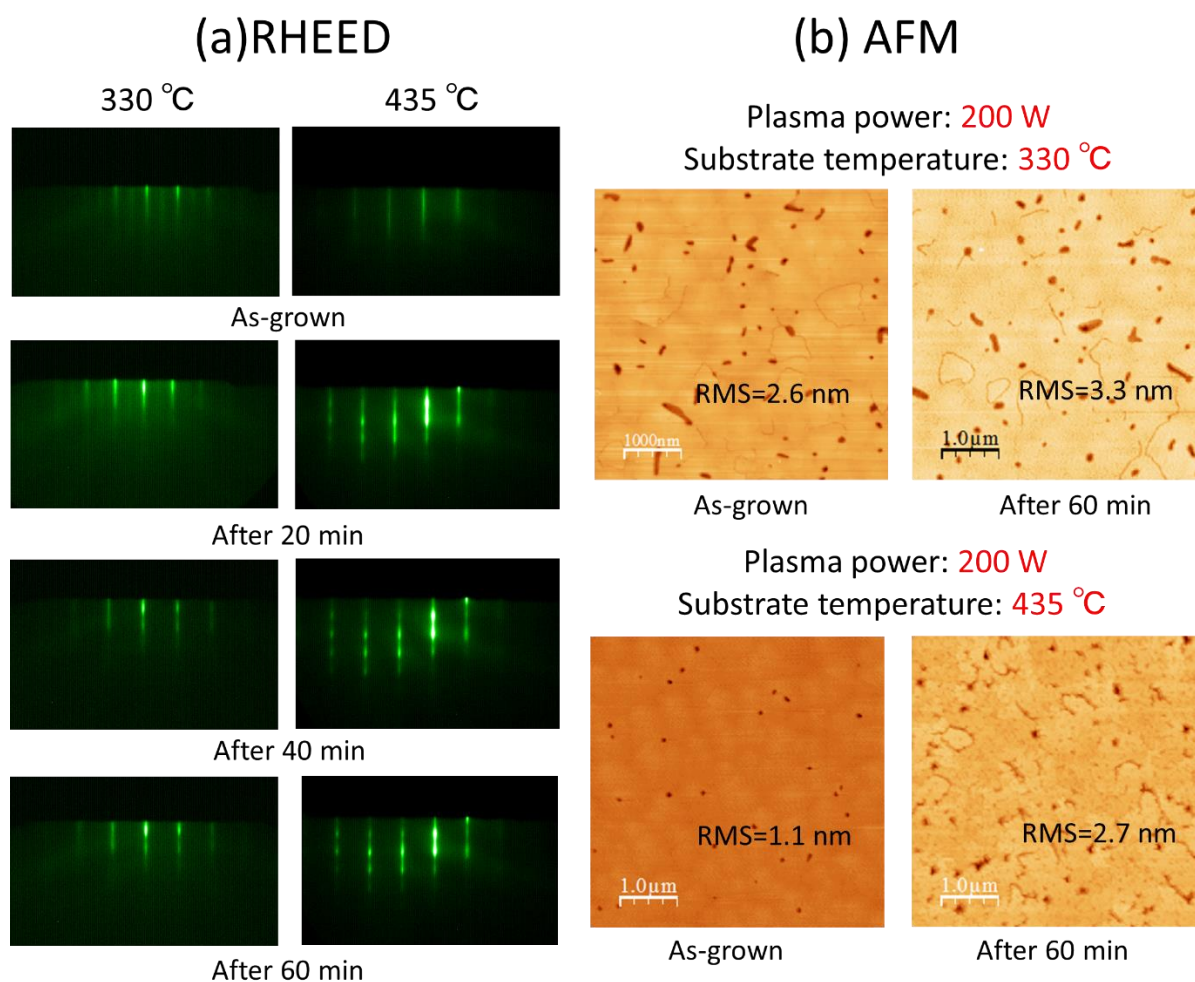 (a)RHEED
330 ℃
435 ℃
As-grown
After 20 min
After 40 min
After 60 min
(b) AFM
Plasma power: 200 W
Substrate temperature: 330 ℃
RMS=2.6 nm
1000nm
As-grown
RMS=3.3 nm
1.0µm
After 60 min
Plasma power: 200 W
Substrate temperature: 435 ℃
RMS=1.1 nm
1.0µm
As-grown
RMS=2.7 nm
1.0µm
After 60 min